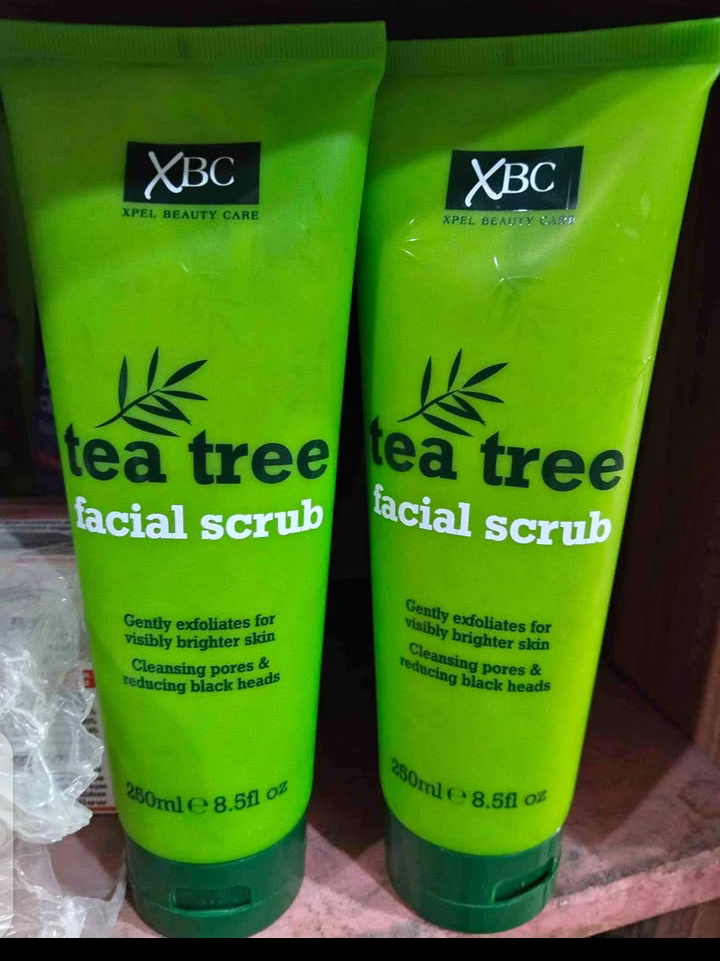 XBC
XPEL BEAUTY CARE
tea tree
facial scrub
Gently exfoliates for
visibly brighter skin
Cleansing pores &
reducing black heads
250ml ℮ 8.5fl oz
XBC
XPEL BEAUTY CARE
tea tree
facial scrub
Gently exfoliates for
visibly brighter skin
Cleansing pores &
reducing black heads
250ml ℮ 8.5fl oz